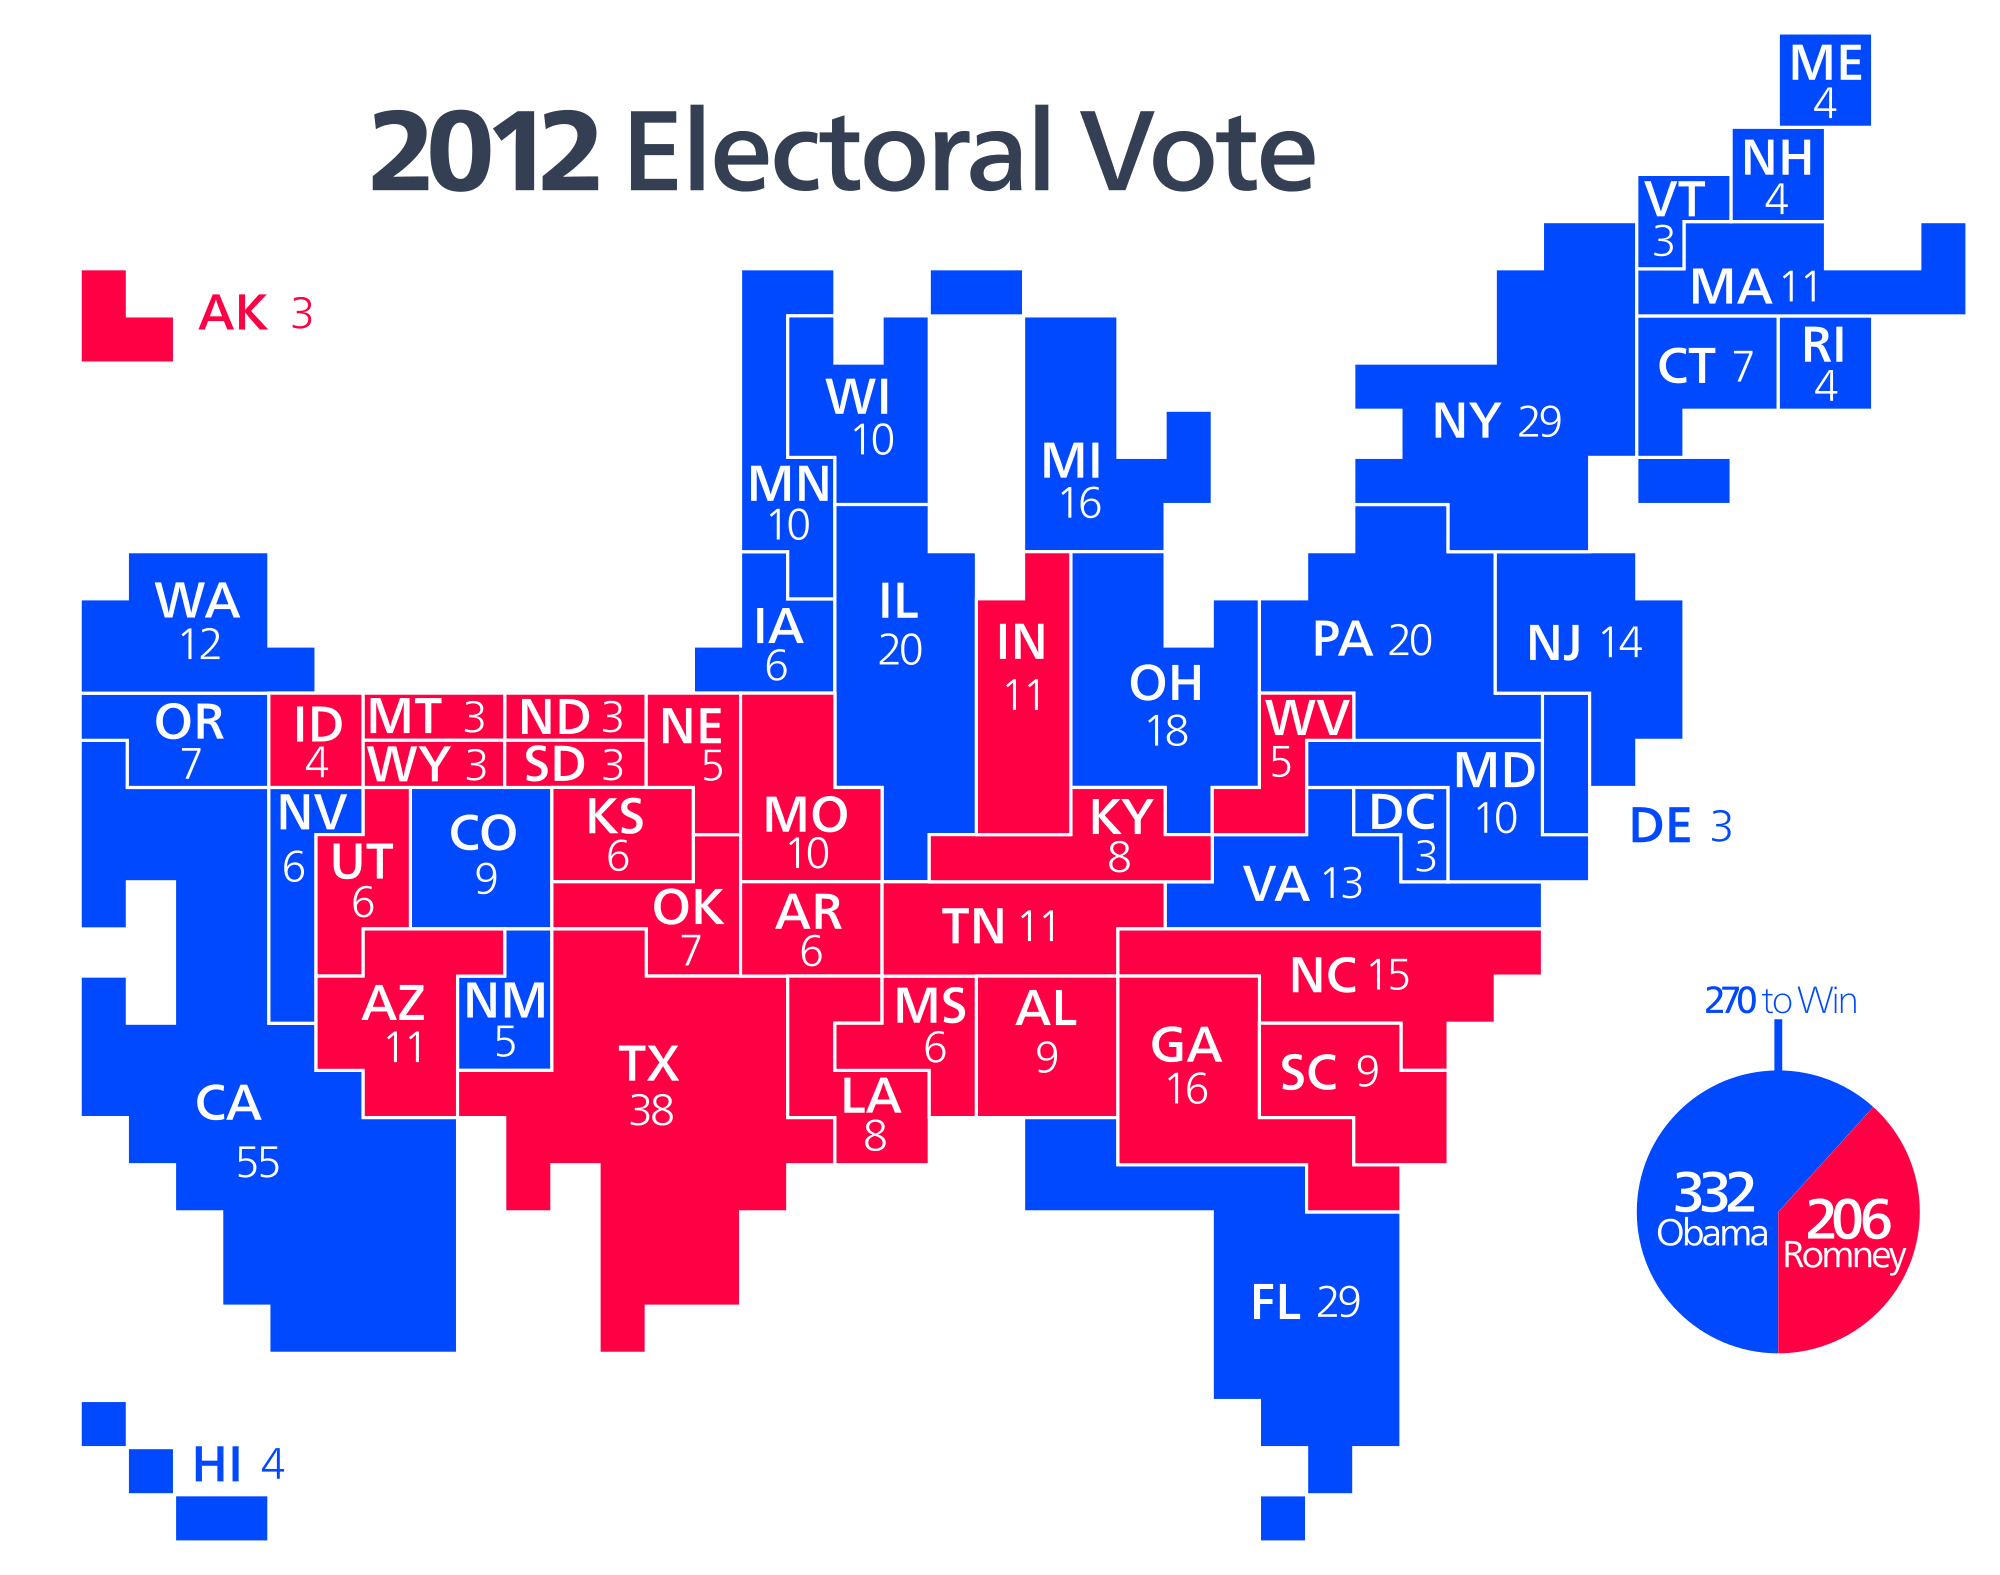 2012 Electoral Vote
ME
4
NH
4
VT
3
MA 11
AK 3
CT 7
RI
4
WI
10
NY 29
MI
16
MN
10
WA
12
IA
6
IL
20
IN
11
PA 20
NJ 14
OH
18
OR
7
ID
4
MT 3
ND 3
NE
5
WY 3
SD 3
WV
5
MD
10
NV
6
UT
6
CO
9
KS
6
MO
10
KY
8
DC
3
DE 3
VA 13
OK
7
AR
6
TN 11
NC 15
AZ
11
NM
5
TX
38
MS
6
AL
9
GA
16
SC 9
LA
8
CA
55
270 to Win
332
Obama
206
Romney
FL 29
HI 4